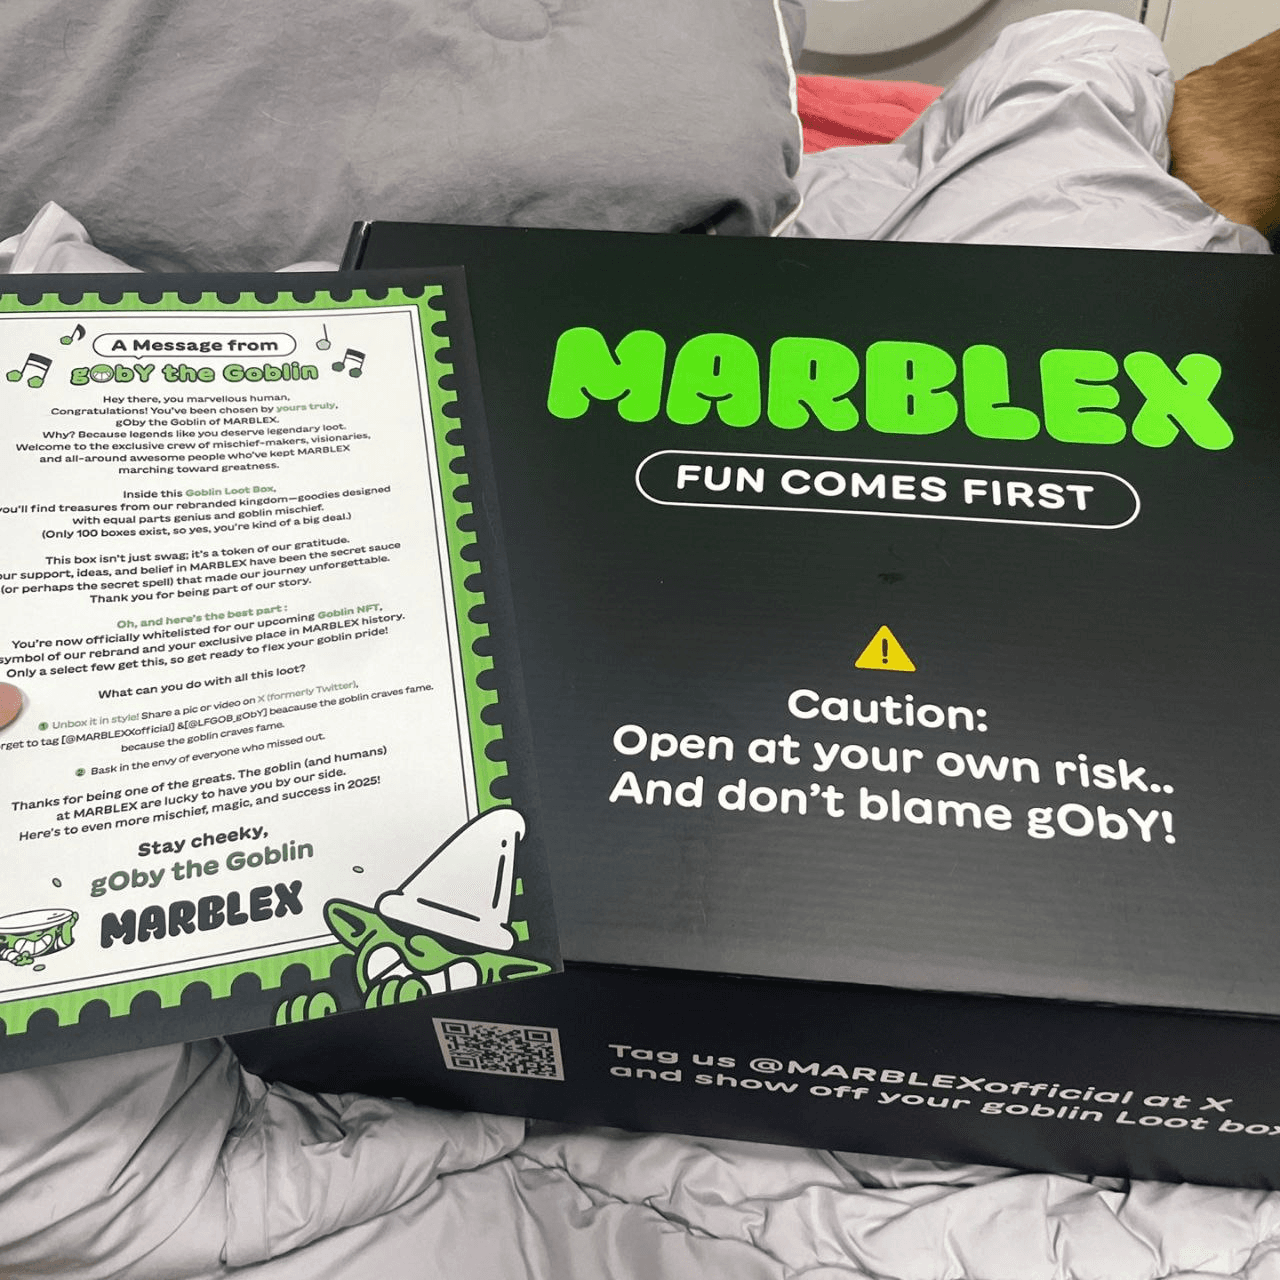 A Message from
gObY the Goblin
Hey there, you marvellous human,
Congratulations! You've been chosen by yours truly,
gOby the Goblin of MARBLEX.
Why? Because legends like you deserve legendary loot.
Welcome to the exclusive crew of mischief-makers, visionaries,
and all-around awesome people who've kept MARBLEX
marching toward greatness.
Inside this Goblin Loot Box,
you'll find treasures from our rebranded kingdom—goodies designed
with equal parts genius and goblin mischief.
(Only 100 boxes exist, so yes, you're kind of a big deal.)
This box isn't just swag; it's a token of our gratitude.
our support, ideas, and belief in MARBLEX have been the secret sauce
(or perhaps the secret spell) that made our journey unforgettable.
Thank you for being part of our story.
Oh, and here's the best part:
You're now officially whitelisted for our upcoming Goblin NFT,
symbol of our rebrand and your exclusive place in MARBLEX history.
Only a select few get this, so get ready to flex your goblin pride!
What can you do with all this loot?
1 Unbox it in style! Share a pic or video on X (formerly Twitter),
rget to tag [@MARBLEXXofficial] &[@LFGOB_gObY] beacause the goblin craves fame.
because the goblin craves fame.
2 Bask in the envy of everyone who missed out.
Thanks for being one of the greats. The goblin (and humans)
at MARBLEX are lucky to have you by our side.
Here's to even more mischief, magic, and success in 2025!
Stay cheeky,
gOby the Goblin
MARBLEX
MARBLEX
FUN COMES FIRST
Caution:
Open at your own risk..
And don't blame gObY!
Tag us @MARBLEXofficial at X
and show off your goblin Loot box